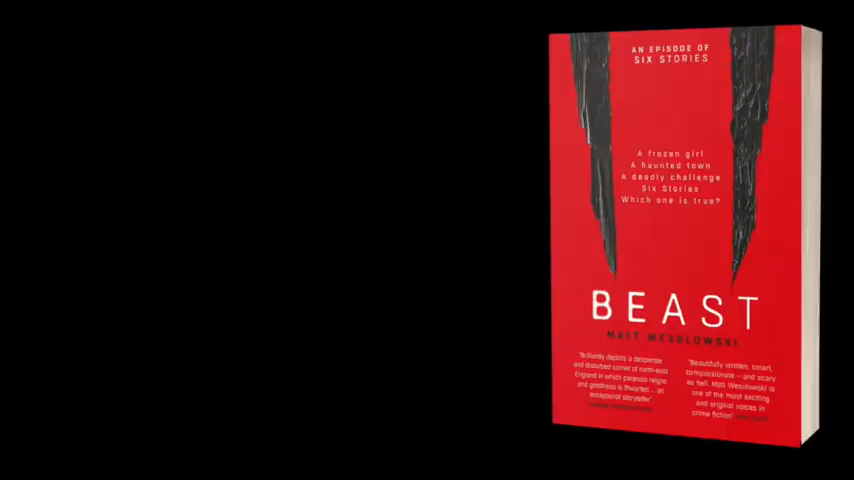 AN EPISODE OF
SIX STORIES
A frozen girl
A haunted town
A deadly challenge
Six Stories
Which one is true?
BEAST
MATT WESOLOWSKI
'Brilliantly depicts a desperate
and disturbed corner of north-east
England in which paranoia reigns
and goodness is thwarted ... an
exceptional storyteller'
'Beautifully written, smart,
compassionate – and scary
as hell. Matt Wesolowski is
one of the most exciting
and original voices in
crime fiction'